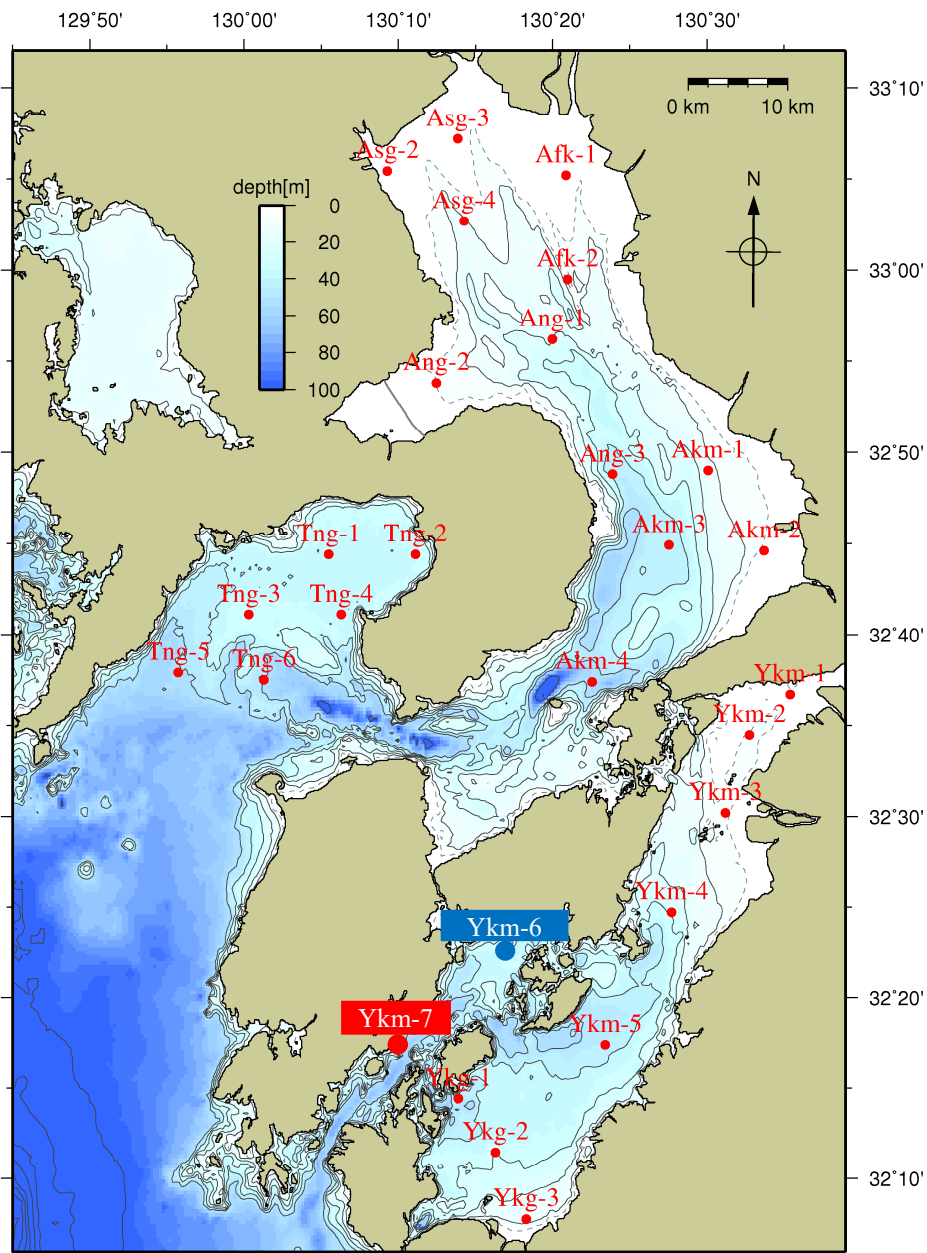 129˚50' 130˚00' 130˚10' 130˚20' 130˚30'
33˚10'
0 km 10 km
Asg-3
Asg-2
Afk-1
depth[m]
N
0
Asg-4
20
40
Afk-2
33˚00'
60
80
Ang-1
100
Ang-2
32˚50'
Ang-3
Akm-1
Akm-3
Akm-2
Tng-1
Tng-2
Tng-3
Tng-4
32˚40'
Tng-5
Tng-6
Akm-4
Ykm-1
Ykm-2
Ykm-3
32˚30'
Ykm-4
Ykm-6
32˚20'
Ykm-7
Ykm-5
Ykg-1
Ykg-2
32˚10'
Ykg-3